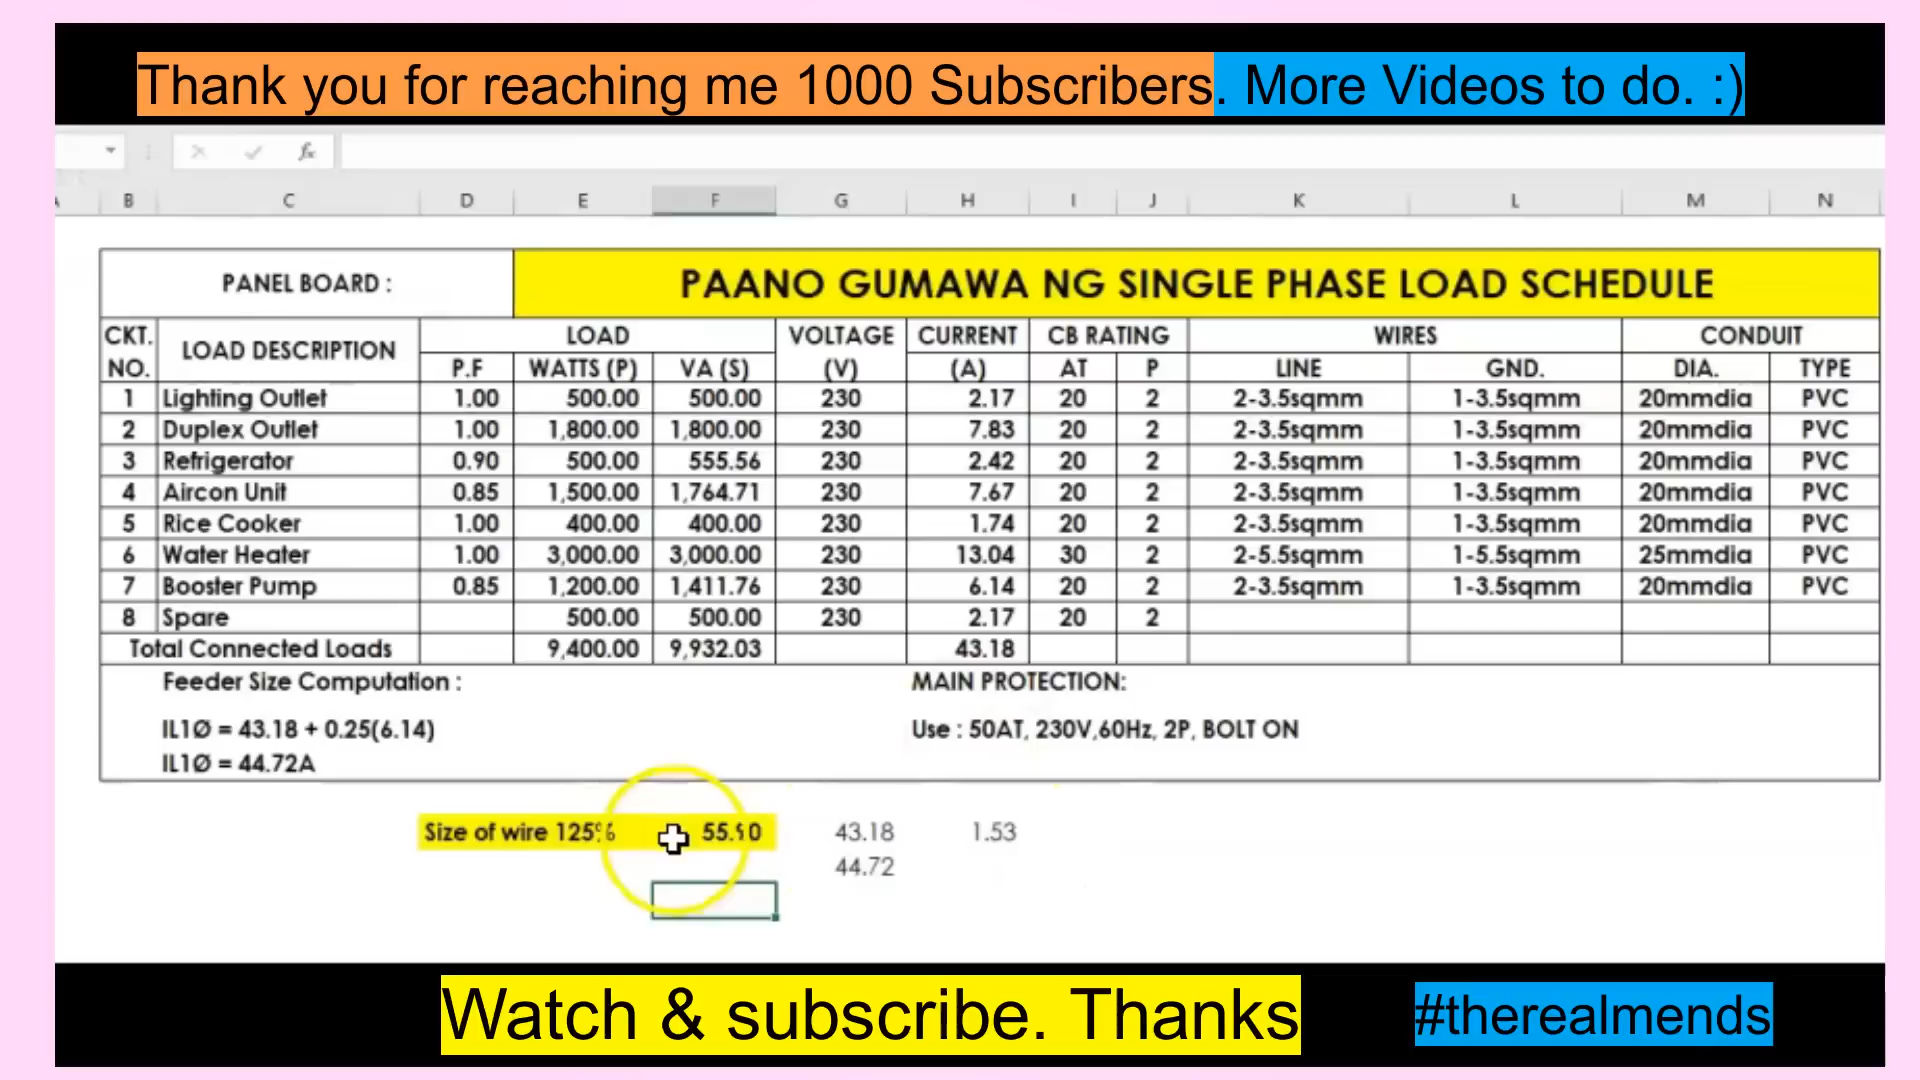 Thank you for reaching me 1000 Subscribers. More Videos to do. :)
fx
A B C D E F G H I J K L M N
PANEL BOARD : PAANO GUMAWA NG SINGLE PHASE LOAD SCHEDULE
CKT. NO. LOAD DESCRIPTION LOAD VOLTAGE CURRENT CB RATING WIRES CONDUIT
P.F WATTS (P) VA (S) (V) (A) AT P LINE GND. DIA. TYPE
1 Lighting Outlet 1.00 500.00 500.00 230 2.17 20 2 2-3.5sqmm 1-3.5sqmm 20mmdia PVC
2 Duplex Outlet 1.00 1,800.00 1,800.00 230 7.83 20 2 2-3.5sqmm 1-3.5sqmm 20mmdia PVC
3 Refrigerator 0.90 500.00 555.56 230 2.42 20 2 2-3.5sqmm 1-3.5sqmm 20mmdia PVC
4 Aircon Unit 0.85 1,500.00 1,764.71 230 7.67 20 2 2-3.5sqmm 1-3.5sqmm 20mmdia PVC
5 Rice Cooker 1.00 400.00 400.00 230 1.74 20 2 2-3.5sqmm 1-3.5sqmm 20mmdia PVC
6 Water Heater 1.00 3,000.00 3,000.00 230 13.04 30 2 2-5.5sqmm 1-5.5sqmm 25mmdia PVC
7 Booster Pump 0.85 1,200.00 1,411.76 230 6.14 20 2 2-3.5sqmm 1-3.5sqmm 20mmdia PVC
8 Spare 500.00 500.00 230 2.17 20 2
Total Connected Loads 9,400.00 9,932.03 43.18
Feeder Size Computation : MAIN PROTECTION:
IL1Ø = 43.18 + 0.25(6.14) Use : 50AT, 230V,60Hz, 2P, BOLT ON
IL1Ø = 44.72A
Size of wire 125% 55.90 43.18 1.53
44.72
Watch & subscribe. Thanks #therealmends